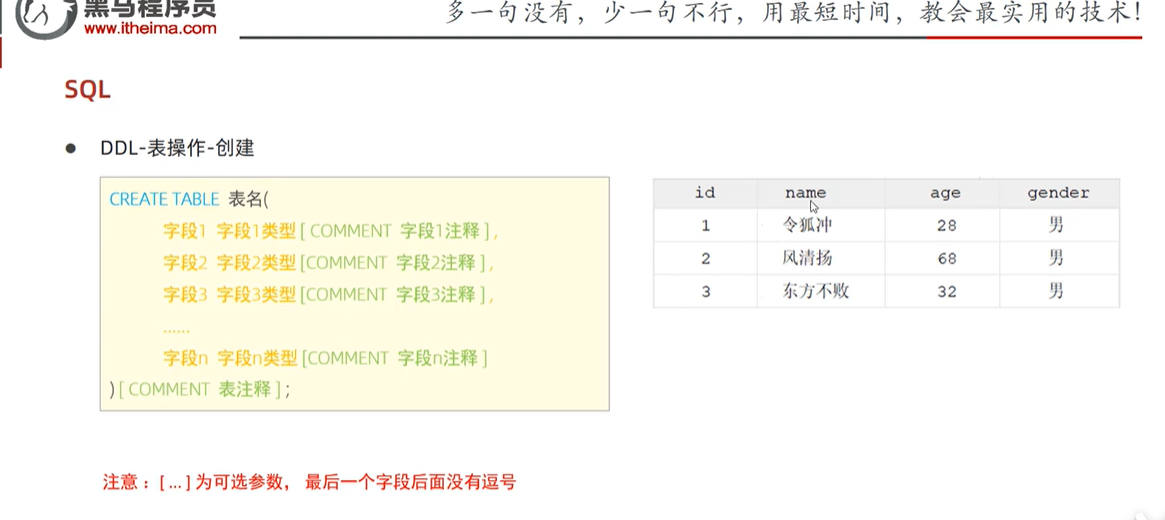 黑马程序员
www.itheima.com
多一句没有，少一句不行，用最短时间，教会最实用的技术！
SQL
● DDL-表操作-创建
CREATE TABLE 表名(
字段1 字段1类型[ COMMENT 字段1注释 ],
字段2 字段2类型[COMMENT 字段2注释 ],
字段3 字段3类型[COMMENT 字段3注释 ],
......
字段n 字段n类型[COMMENT 字段n注释 ]
)[ COMMENT 表注释 ] ;
id name age gender
1 令狐冲 28 男
2 风清扬 68 男
3 东方不败 32 男
注意：[ ... ] 为可选参数， 最后一个字段后面没有逗号